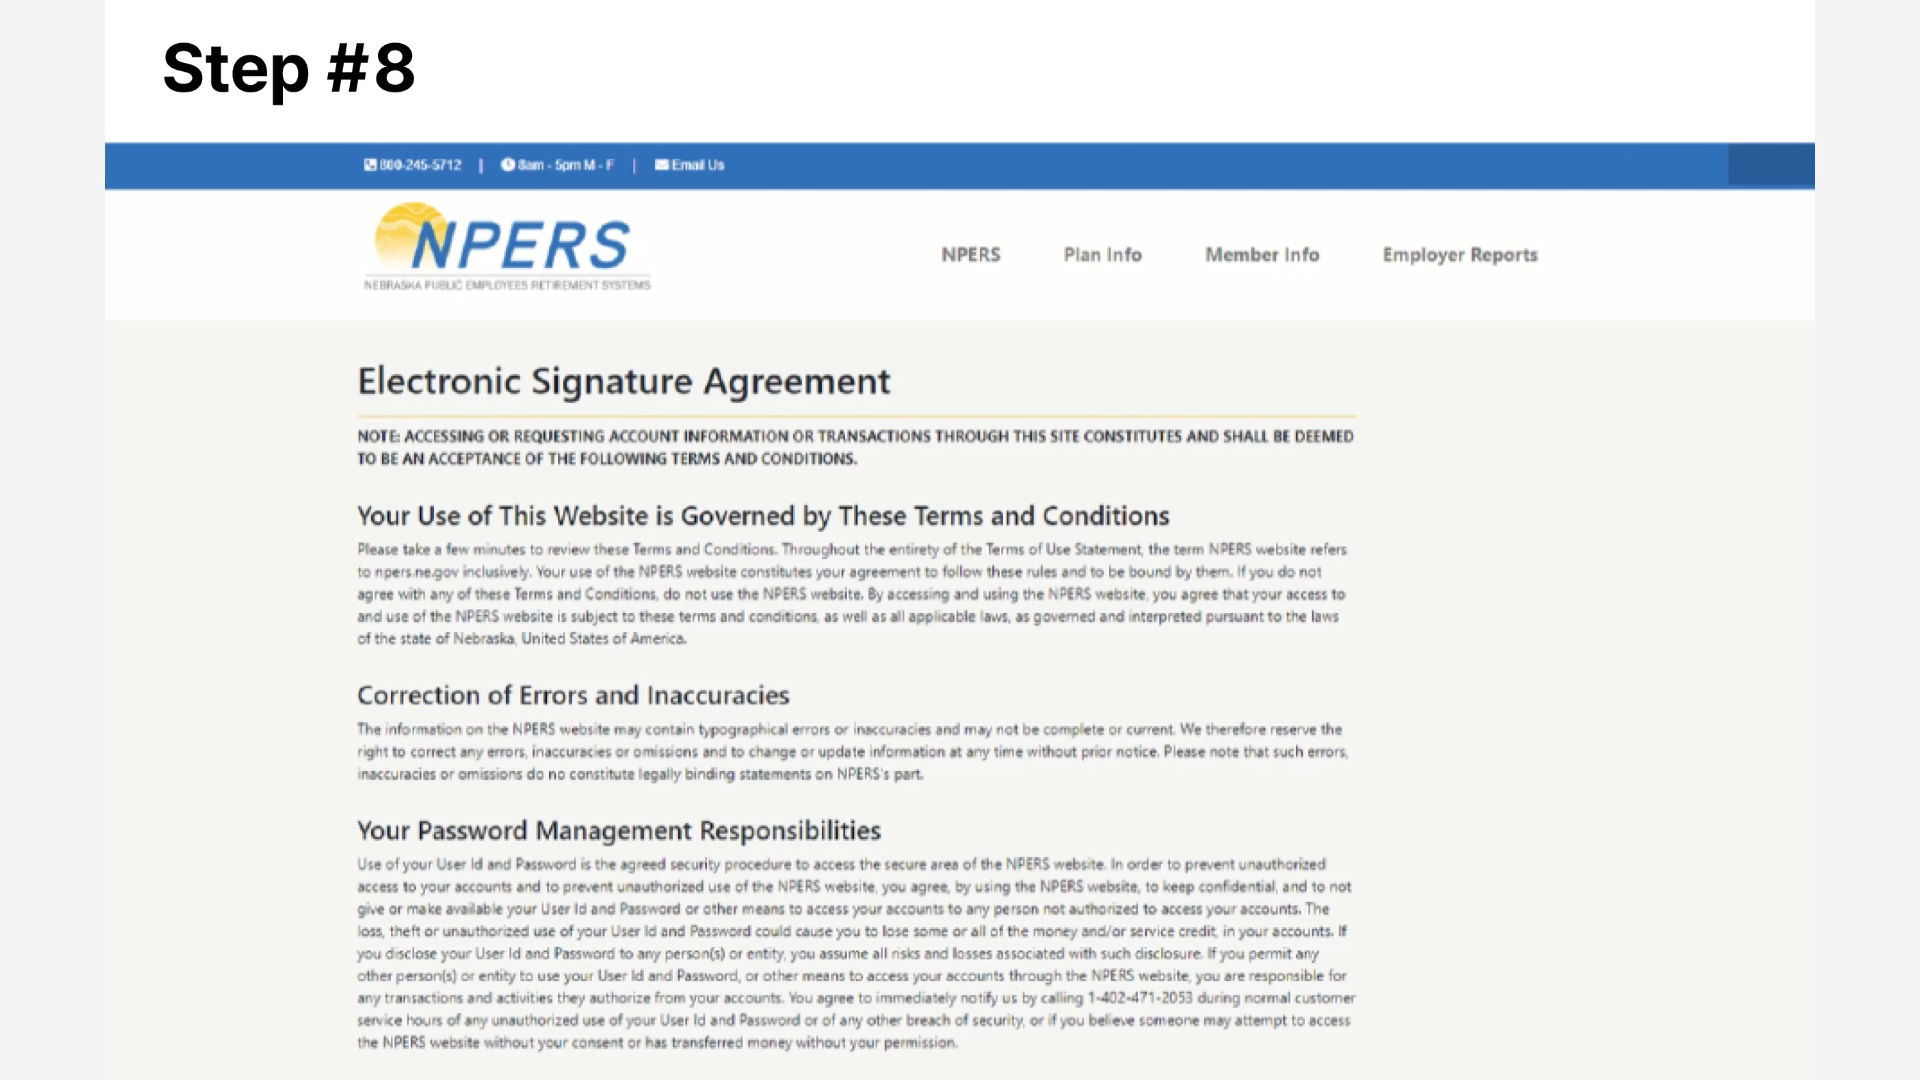 Step #8
800-245-5712 | 8am - 5pm M - F | Email Us
NPERS
NEBRASKA PUBLIC EMPLOYEES RETIREMENT SYSTEMS
NPERS Plan Info Member Info Employer Reports
Electronic Signature Agreement
NOTE: ACCESSING OR REQUESTING ACCOUNT INFORMATION OR TRANSACTIONS THROUGH THIS SITE CONSTITUTES AND SHALL BE DEEMED
TO BE AN ACCEPTANCE OF THE FOLLOWING TERMS AND CONDITIONS.
Your Use of This Website is Governed by These Terms and Conditions
Please take a few minutes to review these Terms and Conditions. Throughout the entirety of the Terms of Use Statement, the term NPERS website refers
to npers.ne.gov inclusively. Your use of the NPERS website constitutes your agreement to follow these rules and to be bound by them. If you do not
agree with any of these Terms and Conditions, do not use the NPERS website. By accessing and using the NPERS website, you agree that your access to
and use of the NPERS website is subject to these terms and conditions, as well as all applicable laws, as governed and interpreted pursuant to the laws
of the state of Nebraska, United States of America.
Correction of Errors and Inaccuracies
The information on the NPERS website may contain typographical errors or inaccuracies and may not be complete or current. We therefore reserve the
right to correct any errors, inaccuracies or omissions and to change or update information at any time without prior notice. Please note that such errors,
inaccuracies or omissions do no constitute legally binding statements on NPERS's part.
Your Password Management Responsibilities
Use of your User Id and Password is the agreed security procedure to access the secure area of the NPERS website. In order to prevent unauthorized
access to your accounts and to prevent unauthorized use of the NPERS website, you agree, by using the NPERS website, to keep confidential, and to not
give or make available your User Id and Password or other means to access your accounts to any person not authorized to access your accounts. The
loss, theft or unauthorized use of your User Id and Password could cause you to lose some or all of the money and/or service credit, in your accounts. If
you disclose your User Id and Password to any person(s) or entity, you assume all risks and losses associated with such disclosure. If you permit any
other person(s) or entity to use your User Id and Password, or other means to access your accounts through the NPERS website, you are responsible for
any transactions and activities they authorize from your accounts. You agree to immediately notify us by calling 1-402-471-2053 during normal customer
service hours of any unauthorized use of your User Id and Password or of any other breach of security, or if you believe someone may attempt to access
the NPERS website without your consent or has transferred money without your permission.